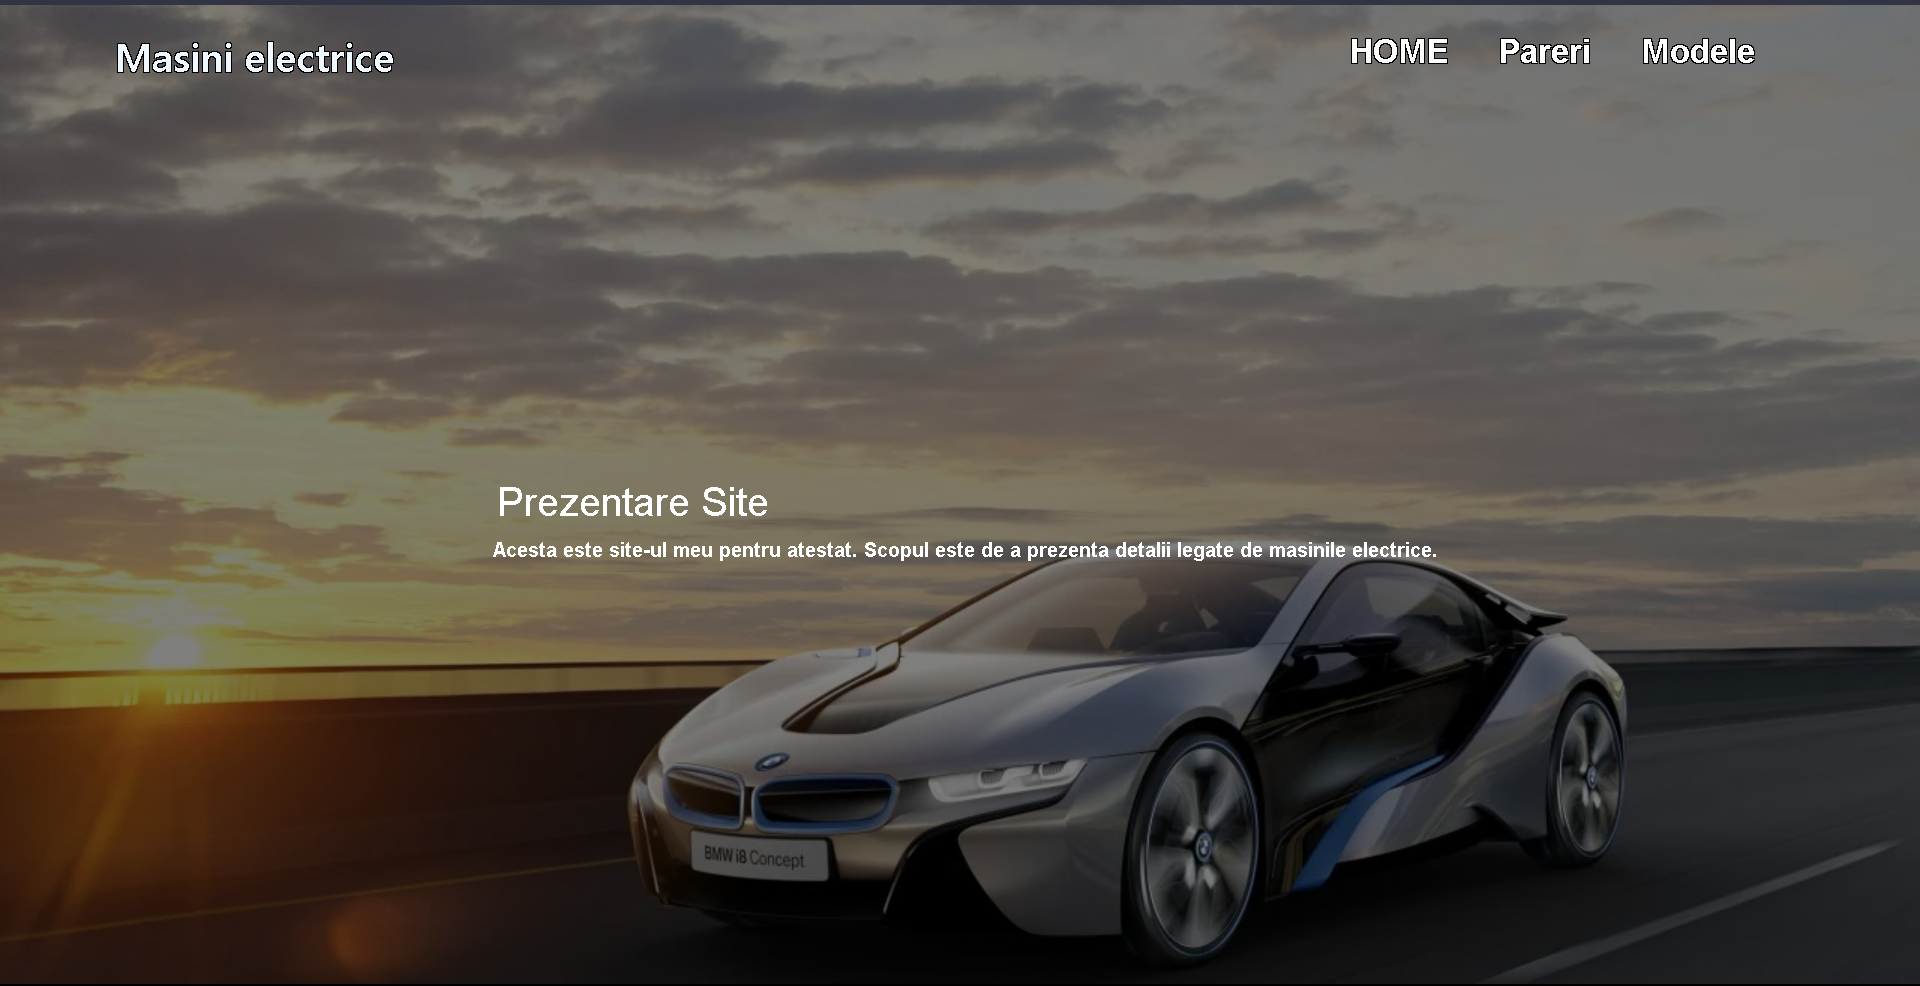 Masini electrice
HOME Pareri Modele
Prezentare Site
Acesta este site-ul meu pentru atestat. Scopul este de a prezenta detalii legate de masinile electrice.
BMW i8 Concept